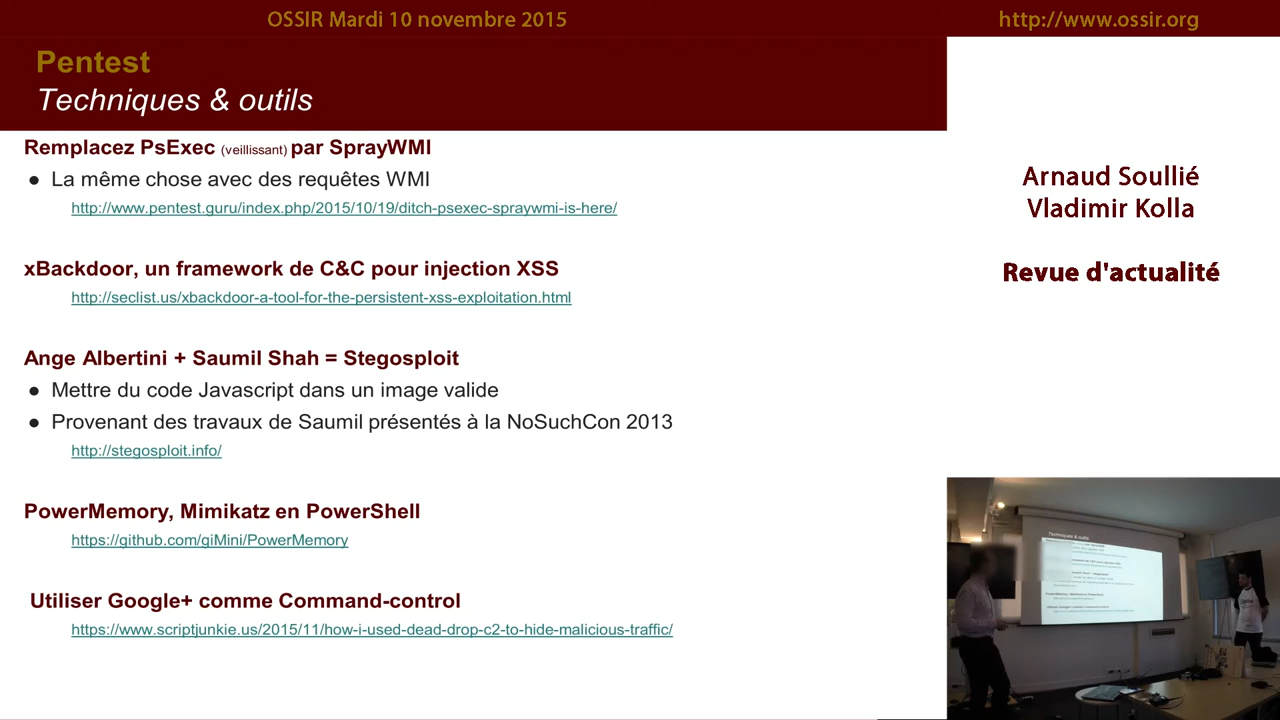 OSSIR Mardi 10 novembre 2015
http://www.ossir.org
Pentest
Techniques & outils
Remplacez PsExec (veillissant) par SprayWMI
● La même chose avec des requêtes WMI
http://www.pentest.guru/index.php/2015/10/19/ditch-psexec-spraywmi-is-here/
xBackdoor, un framework de C&C pour injection XSS
http://seclist.us/xbackdoor-a-tool-for-the-persistent-xss-exploitation.html
Ange Albertini + Saumil Shah = Stegosploit
● Mettre du code Javascript dans un image valide
● Provenant des travaux de Saumil présentés à la NoSuchCon 2013
http://stegosploit.info/
PowerMemory, Mimikatz en PowerShell
https://github.com/giMini/PowerMemory
Utiliser Google+ comme Command-control
https://www.scriptjunkie.us/2015/11/how-i-used-dead-drop-c2-to-hide-malicious-traffic/
Arnaud Soullié
Vladimir Kolla
Revue d'actualité
Techniques & outils